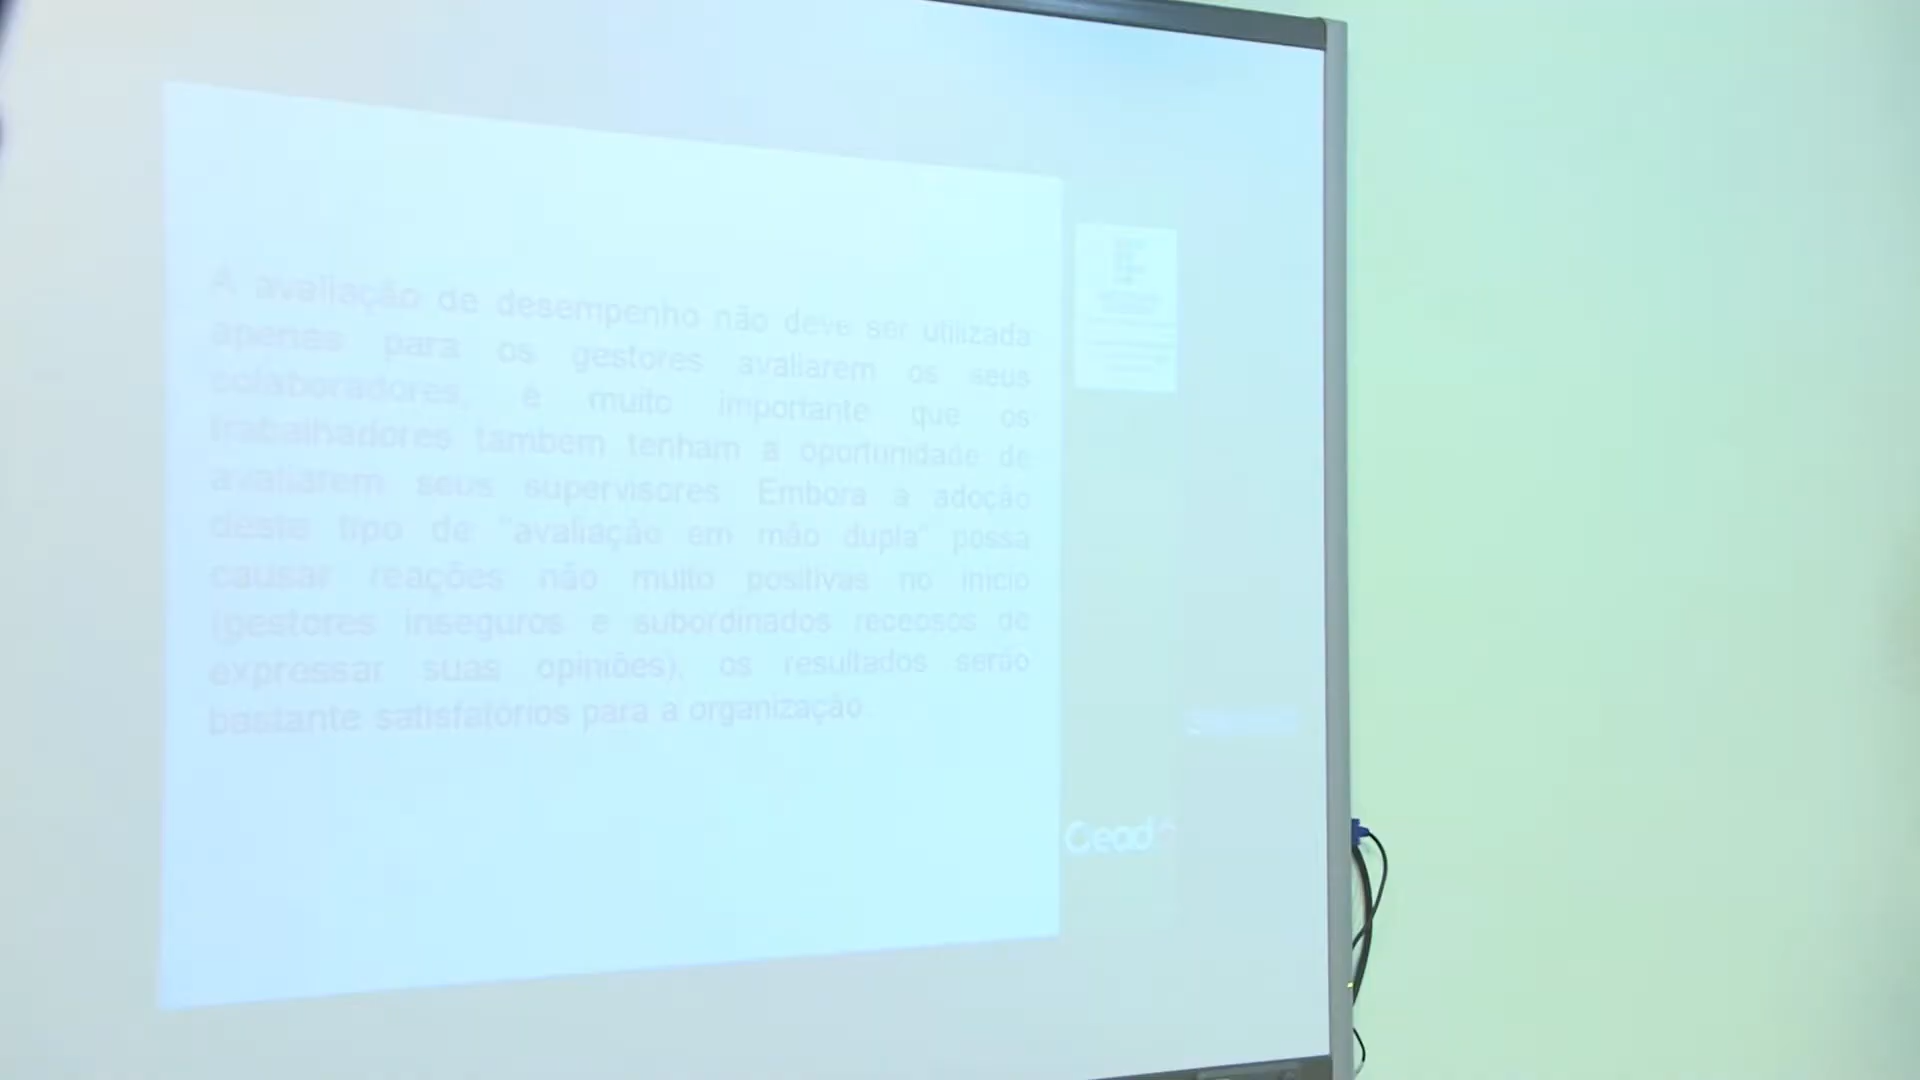 A avaliação de desempenho não deve ser utilizada
apenas para os gestores avaliarem os seus
colaboradores, é muito importante que os
trabalhadores também tenham a oportunidade de
avaliarem seus supervisores. Embora a adoção
deste tipo de "avaliação em mão dupla" possa
causar reações não muito positivas no início
(gestores inseguros e subordinados receosos de
expressar suas opiniões), os resultados serão
bastante satisfatórios para a organização.
Cead